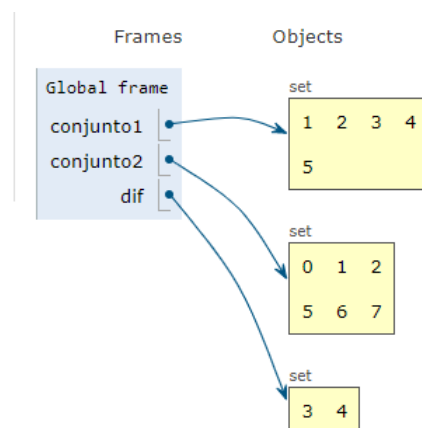 Frames Objects
Global frame
conjunto1
conjunto2
dif
set
1 2 3 4
5
set
0 1 2
5 6 7
set
3 4